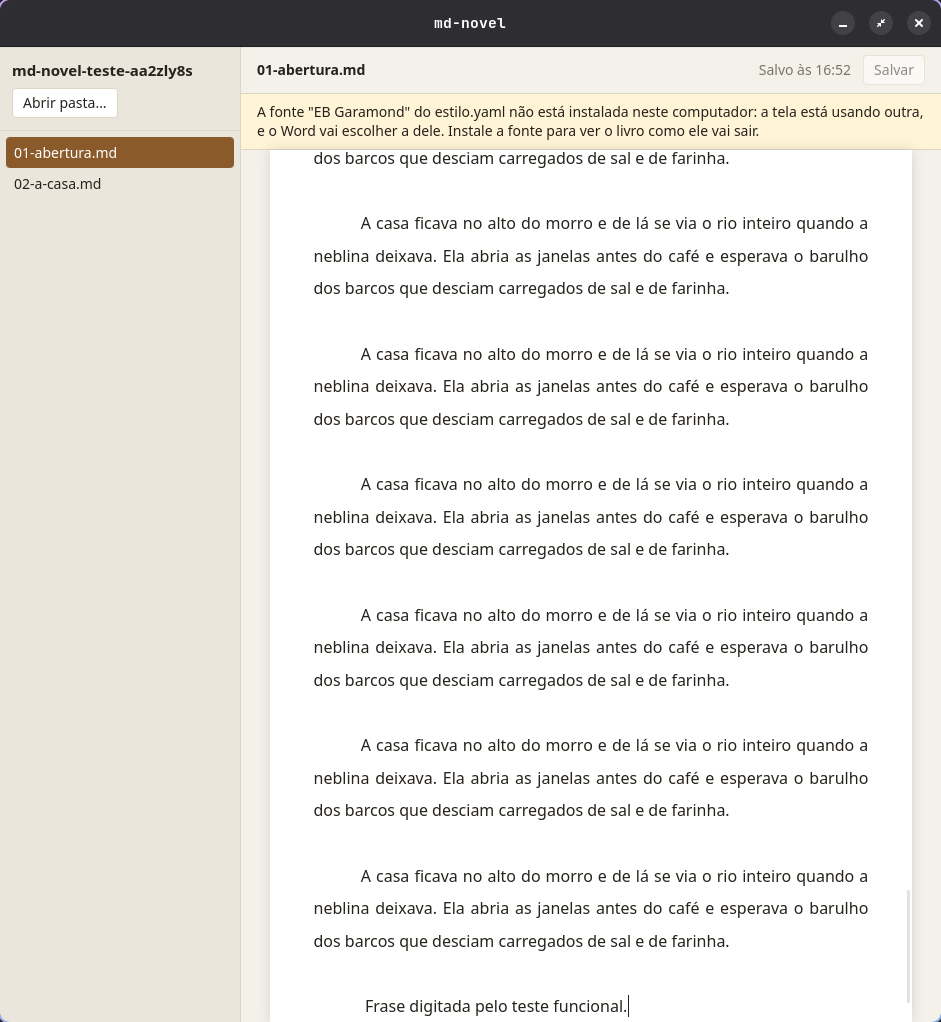 md-novel
md-novel-teste-aa2zly8s
Abrir pasta...
01-abertura.md
02-a-casa.md
01-abertura.md
Salvo às 16:52
Salvar
A fonte "EB Garamond" do estilo.yaml não está instalada neste computador: a tela está usando outra,
e o Word vai escolher a dele. Instale a fonte para ver o livro como ele vai sair.
dos barcos que desciam carregados de sal e de farinha.
A casa ficava no alto do morro e de lá se via o rio inteiro quando a
neblina deixava. Ela abria as janelas antes do café e esperava o barulho
dos barcos que desciam carregados de sal e de farinha.
A casa ficava no alto do morro e de lá se via o rio inteiro quando a
neblina deixava. Ela abria as janelas antes do café e esperava o barulho
dos barcos que desciam carregados de sal e de farinha.
A casa ficava no alto do morro e de lá se via o rio inteiro quando a
neblina deixava. Ela abria as janelas antes do café e esperava o barulho
dos barcos que desciam carregados de sal e de farinha.
A casa ficava no alto do morro e de lá se via o rio inteiro quando a
neblina deixava. Ela abria as janelas antes do café e esperava o barulho
dos barcos que desciam carregados de sal e de farinha.
A casa ficava no alto do morro e de lá se via o rio inteiro quando a
neblina deixava. Ela abria as janelas antes do café e esperava o barulho
dos barcos que desciam carregados de sal e de farinha.
A casa ficava no alto do morro e de lá se via o rio inteiro quando a
neblina deixava. Ela abria as janelas antes do café e esperava o barulho
dos barcos que desciam carregados de sal e de farinha.
Frase digitada pelo teste funcional.